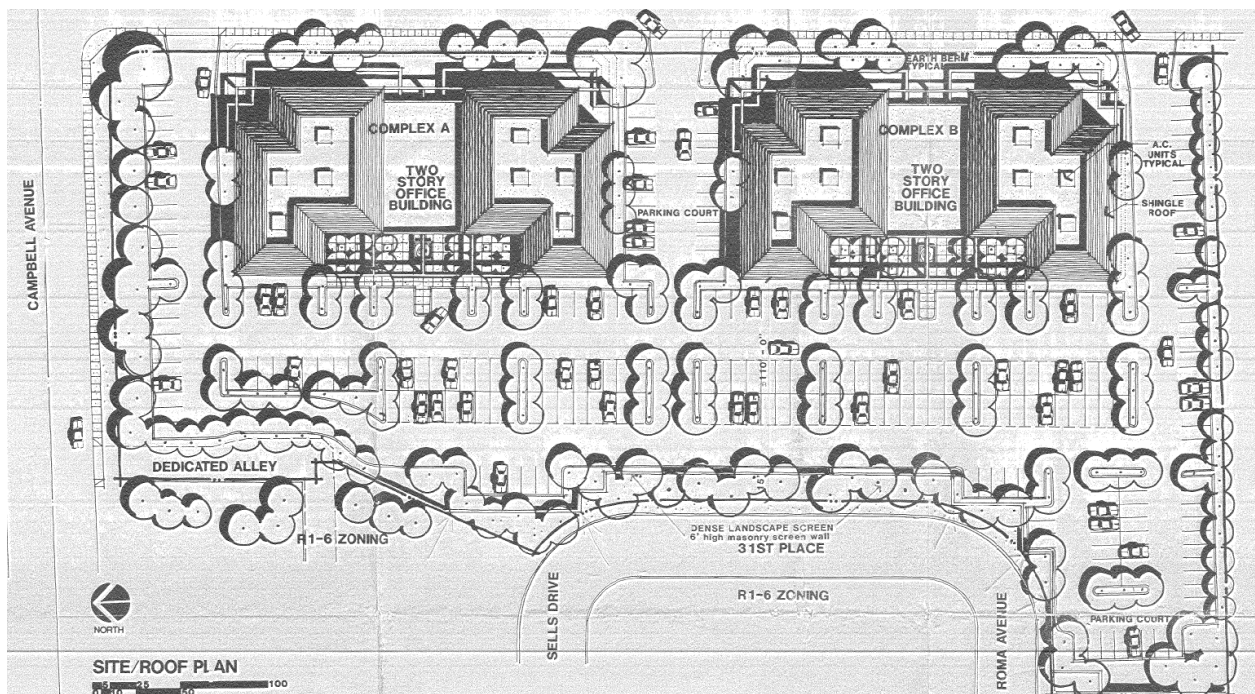 EARTH BERM
TYPICAL
COMPLEX A
COMPLEX B
A.C.
UNITS
TYPICAL
TWO
STORY
OFFICE
BUILDING
TWO
STORY
OFFICE
BUILDING
CAMPBELL AVENUE
PARKING COURT
SHINGLE
ROOF
±110'-0"
DEDICATED ALLEY
15'
DENSE LANDSCAPE SCREEN
6' high masonry screen wall
31ST PLACE
R1-6 ZONING
SELLS DRIVE
R1-6 ZONING
ROMA AVENUE
PARKING COURT
NORTH
SITE/ROOF PLAN
5 25 100
0 10 50